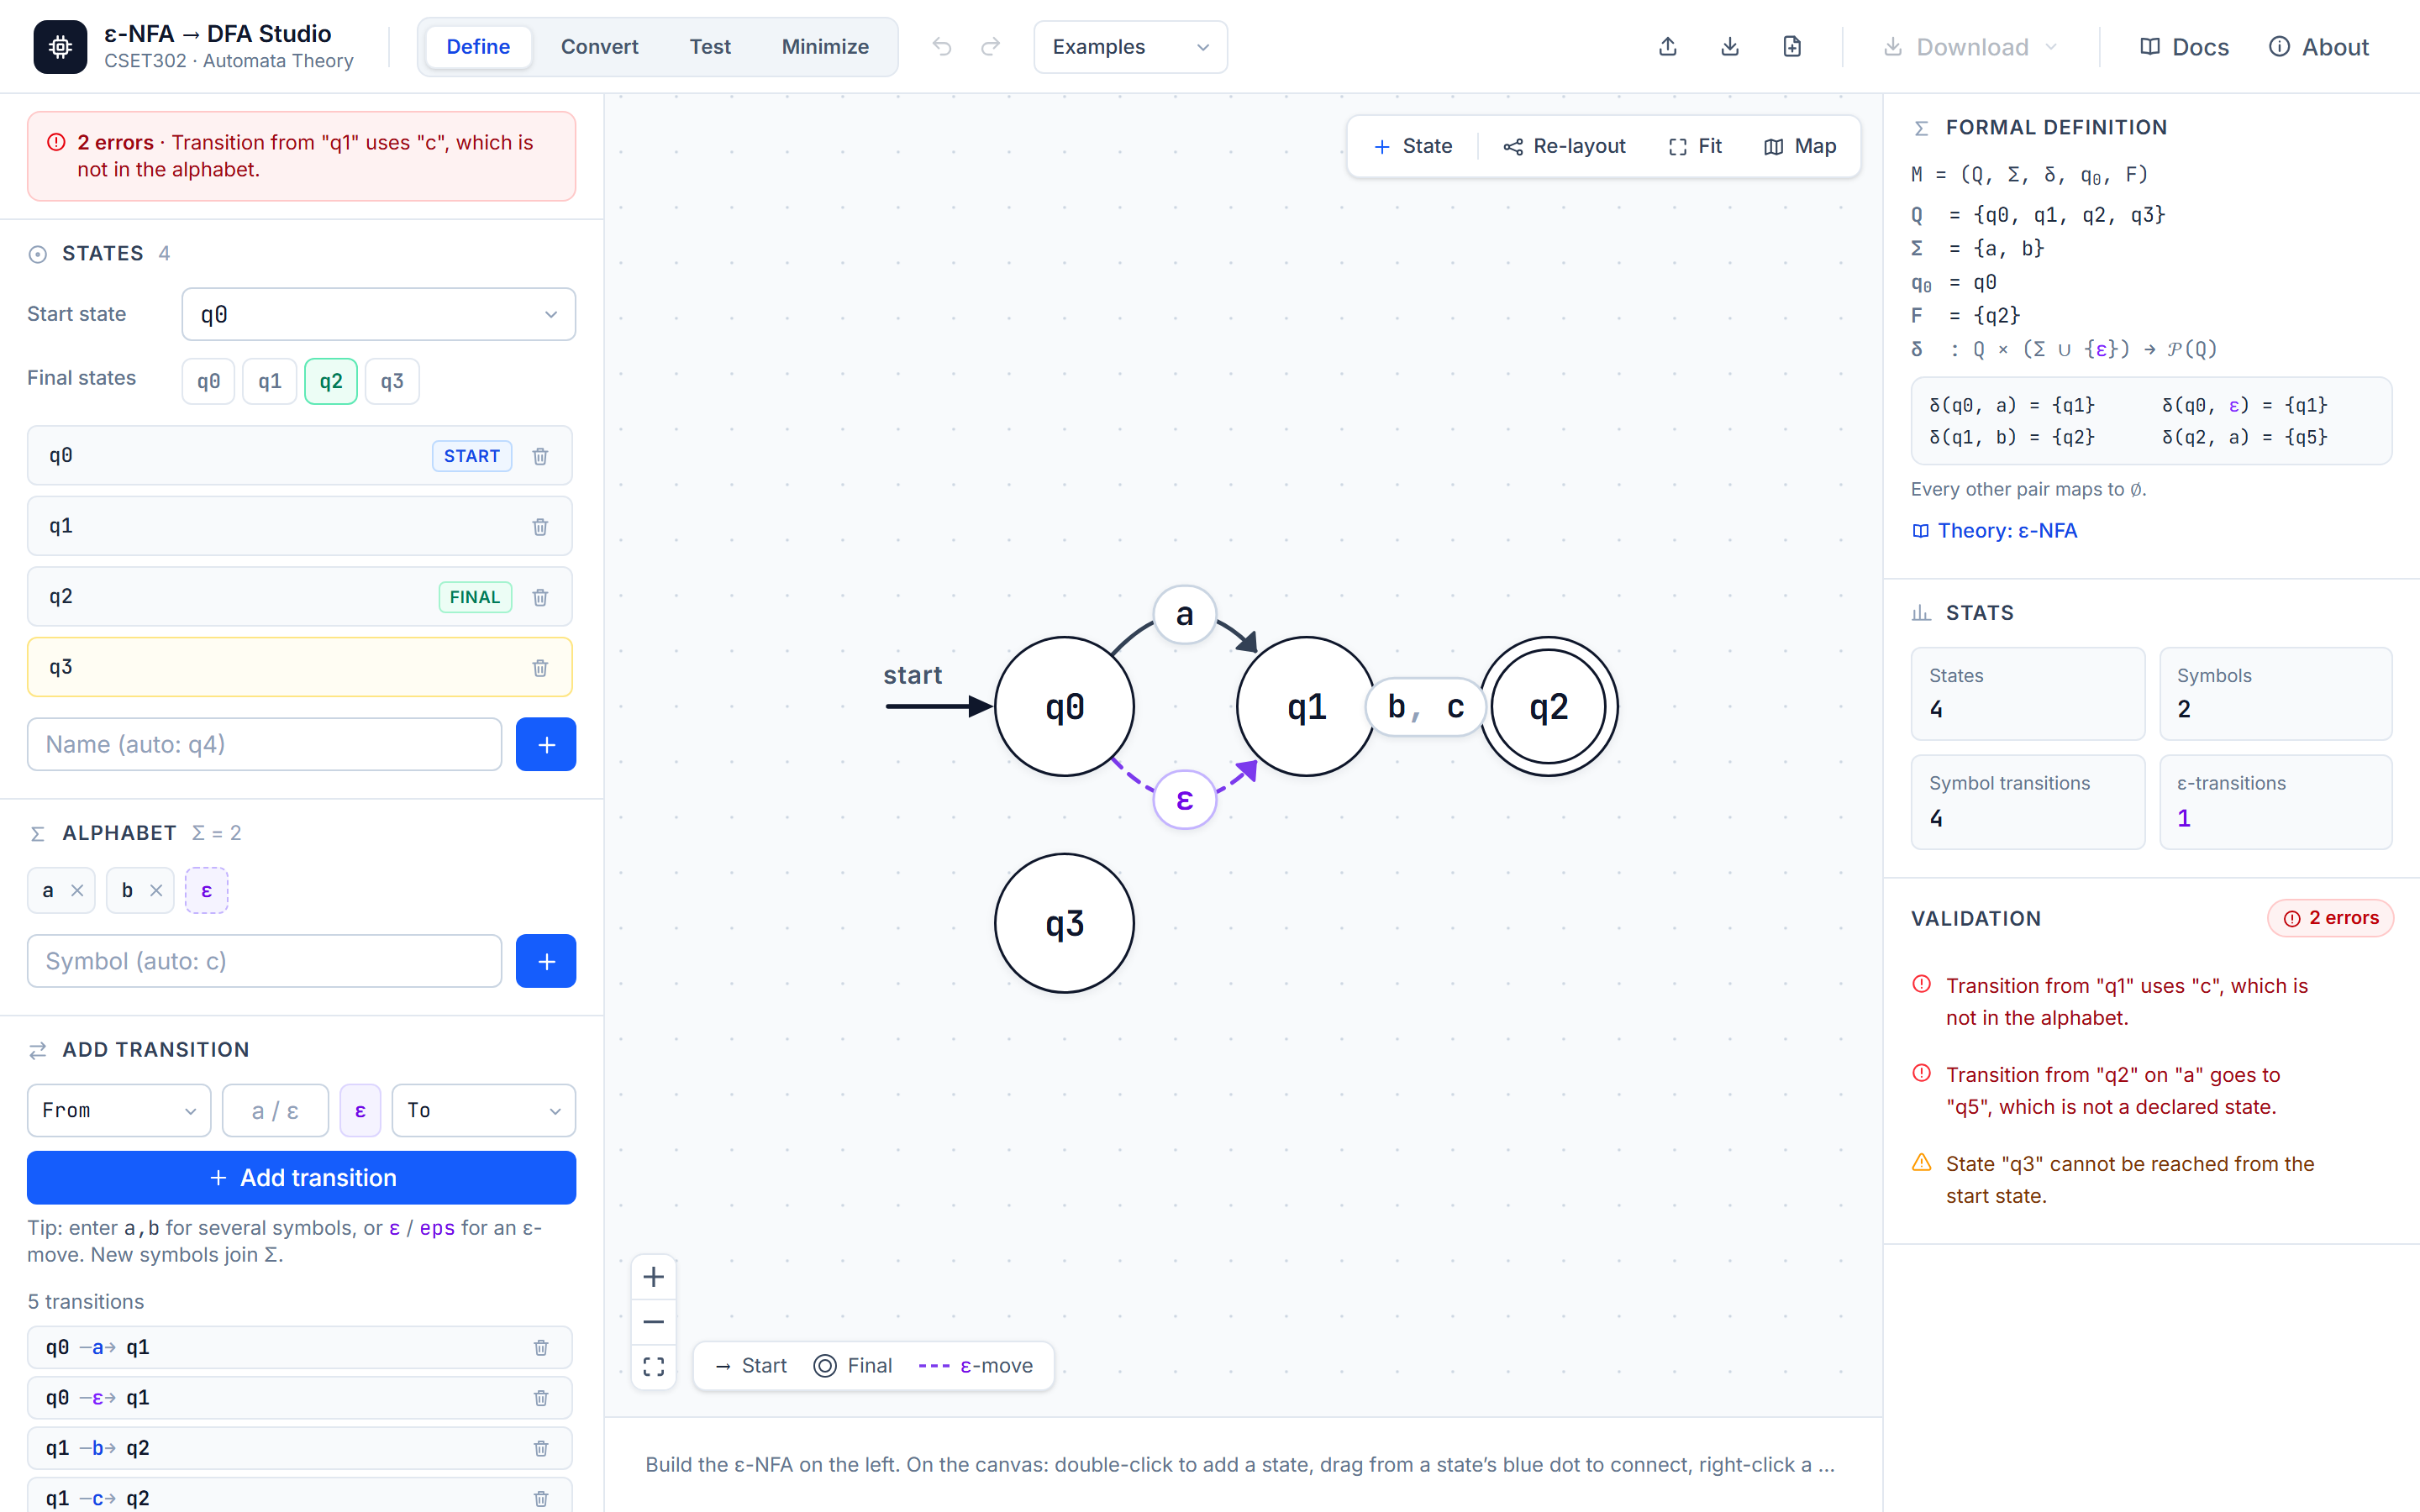 ε-NFA → DFA Studio
CSET302 · Automata Theory
Define Convert Test Minimize
Examples
Download
Docs
About
2 errors · Transition from "q1" uses "c", which is
not in the alphabet.
STATES 4
Start state q0
Final states q0 q1 q2 q3
q0 START
q1
q2 FINAL
q3
Name (auto: q4)
+
ALPHABET Σ = 2
a × b × ε
Symbol (auto: c)
+
ADD TRANSITION
From a / ε ε To
+ Add transition
Tip: enter a,b for several symbols, or ε / eps for an ε-
move. New symbols join Σ.
5 transitions
q0 —a→ q1
q0 —ε→ q1
q1 —b→ q2
q1 —c→ q2
+ State Re-layout Fit Map
start
q0
a
ε
q1
b, c
q2
q3
→ Start Final ε-move
Build the ε-NFA on the left. On the canvas: double-click to add a state, drag from a state’s blue dot to connect, right-click a ...
Σ FORMAL DEFINITION
M = (Q, Σ, δ, q₀, F)
Q = {q0, q1, q2, q3}
Σ = {a, b}
q₀ = q0
F = {q2}
δ : Q × (Σ ∪ {ε}) → 𝒫(Q)
δ(q0, a) = {q1} δ(q0, ε) = {q1}
δ(q1, b) = {q2} δ(q2, a) = {q5}
Every other pair maps to ∅.
Theory: ε-NFA
STATS
States
4
Symbols
2
Symbol transitions
4
ε-transitions
1
VALIDATION 2 errors
Transition from "q1" uses "c", which is
not in the alphabet.
Transition from "q2" on "a" goes to
"q5", which is not a declared state.
State "q3" cannot be reached from the
start state.